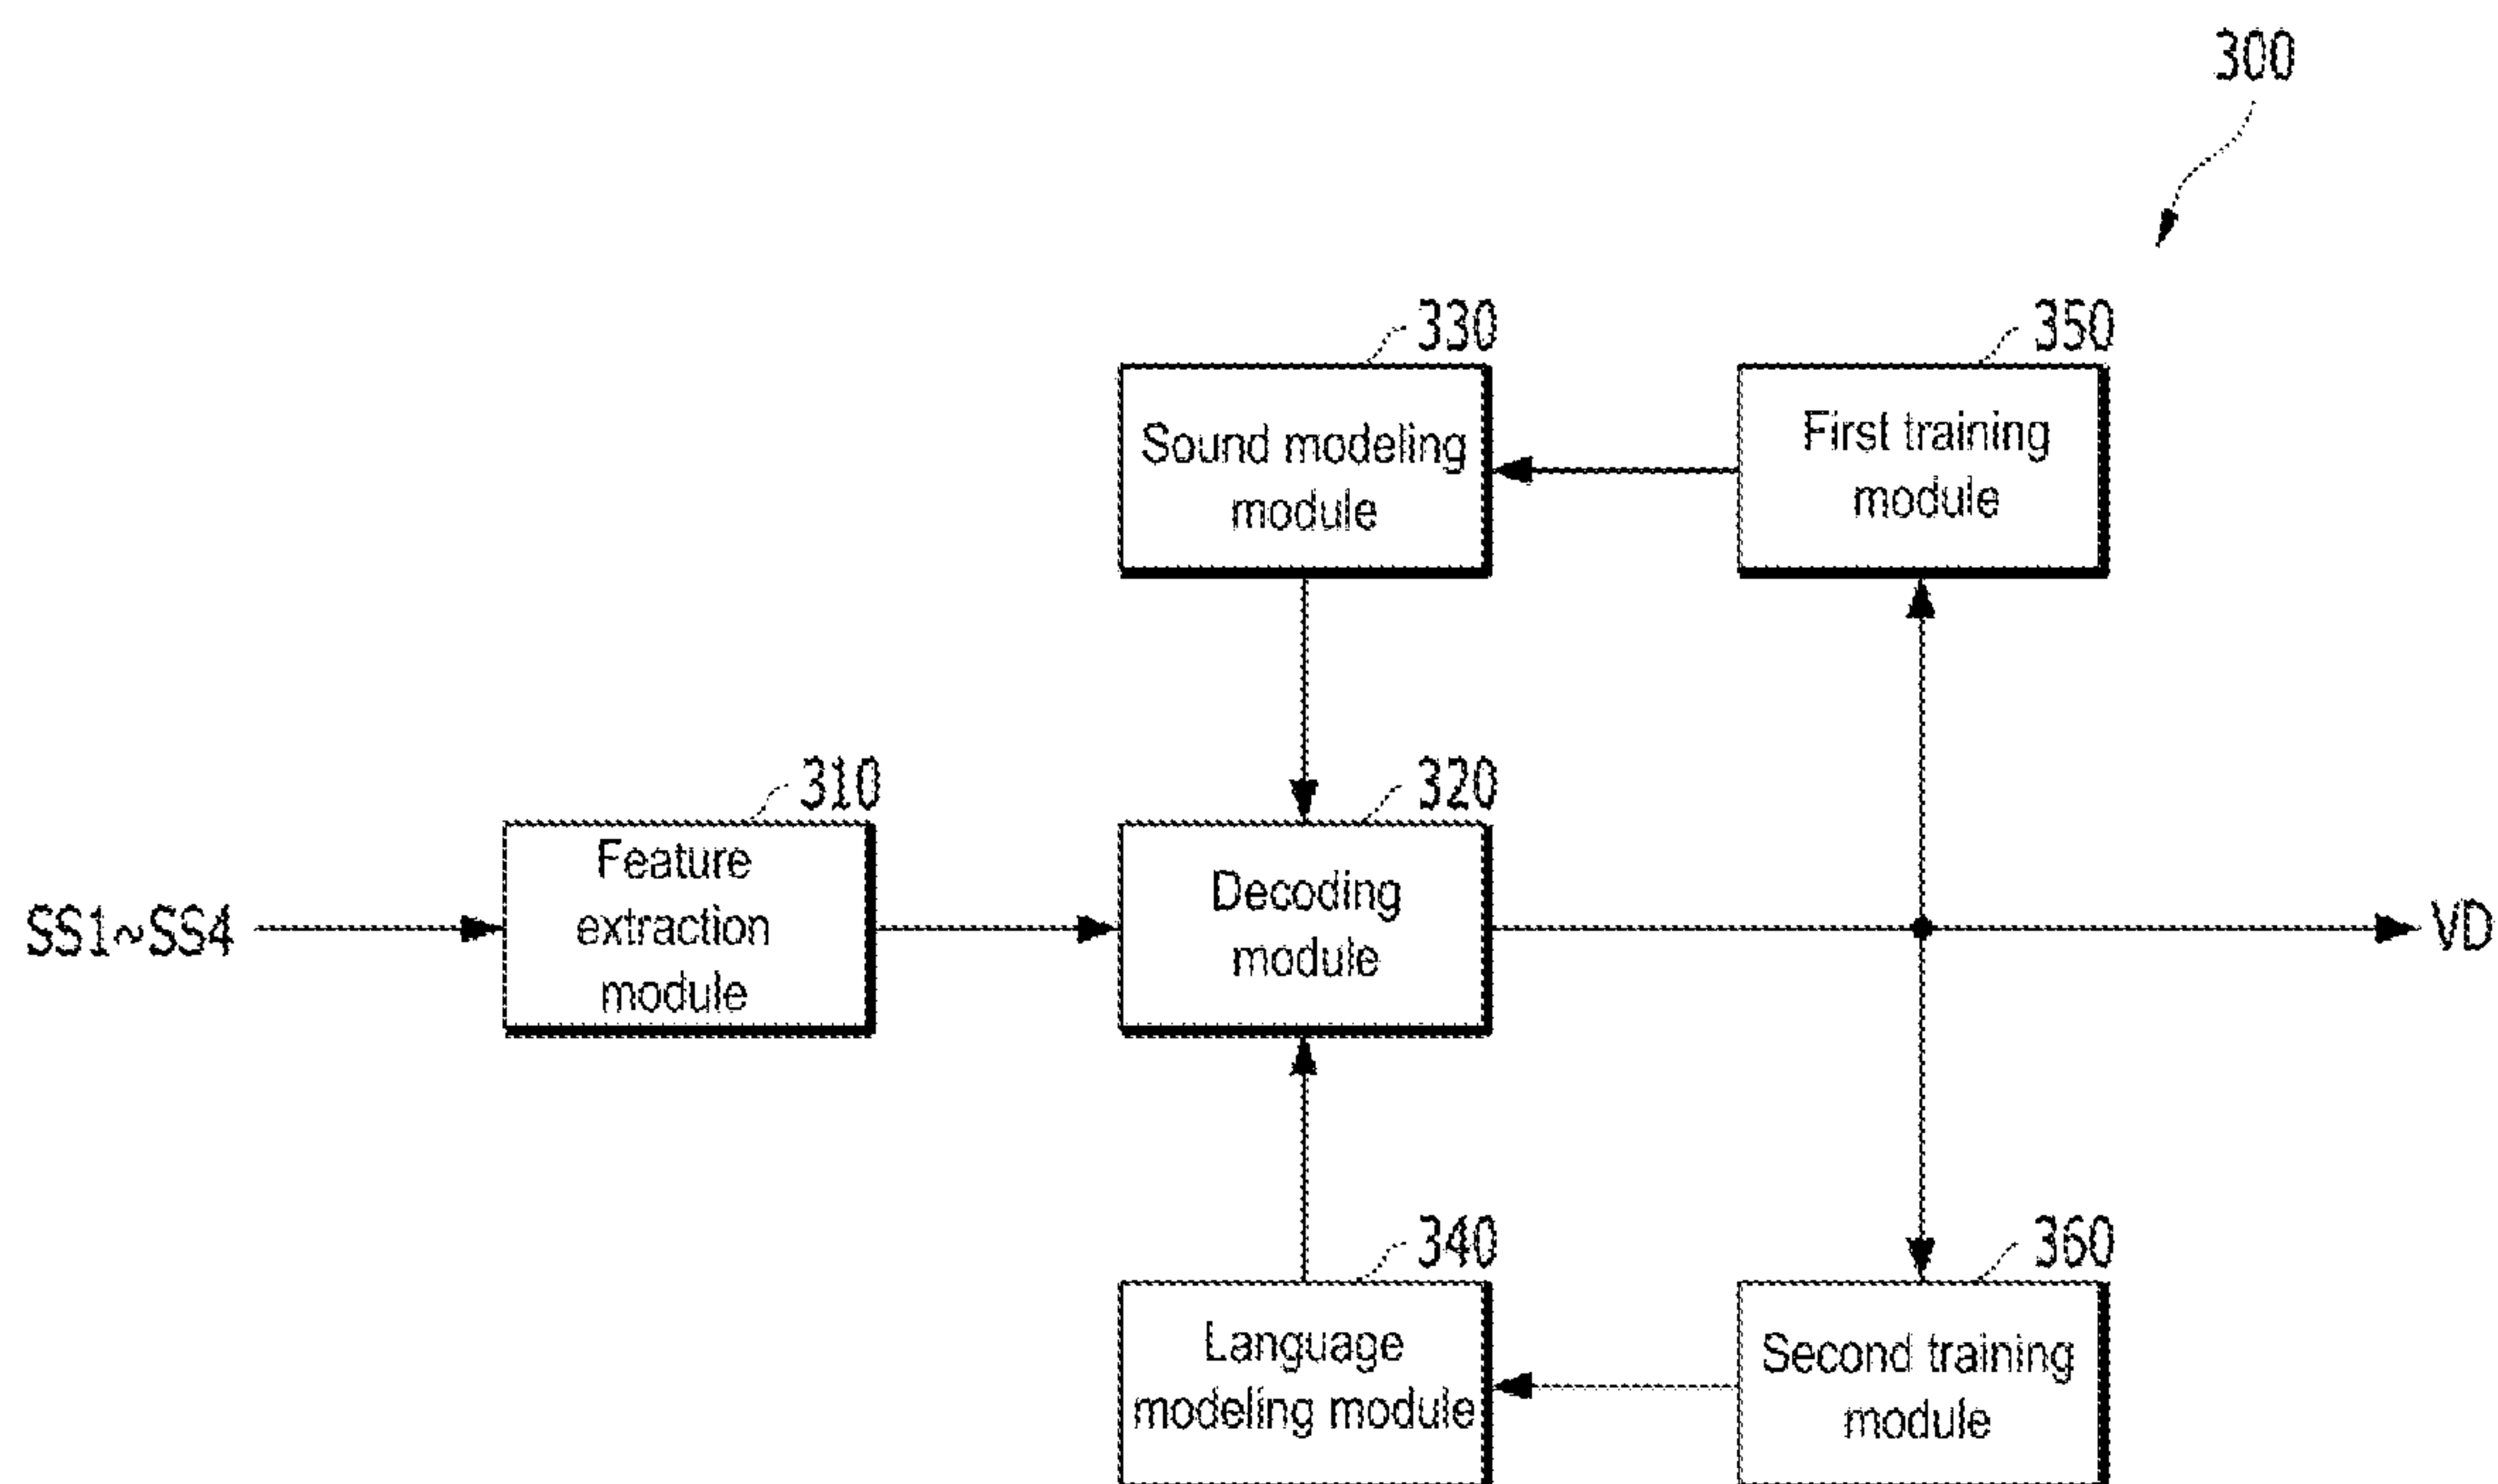 300
330
350
Sound modeling
module
First training
module
310
320
Feature
extraction
module
Decoding
module
SS1~SS4
VD
340
360
Language
modeling module
Second training
module